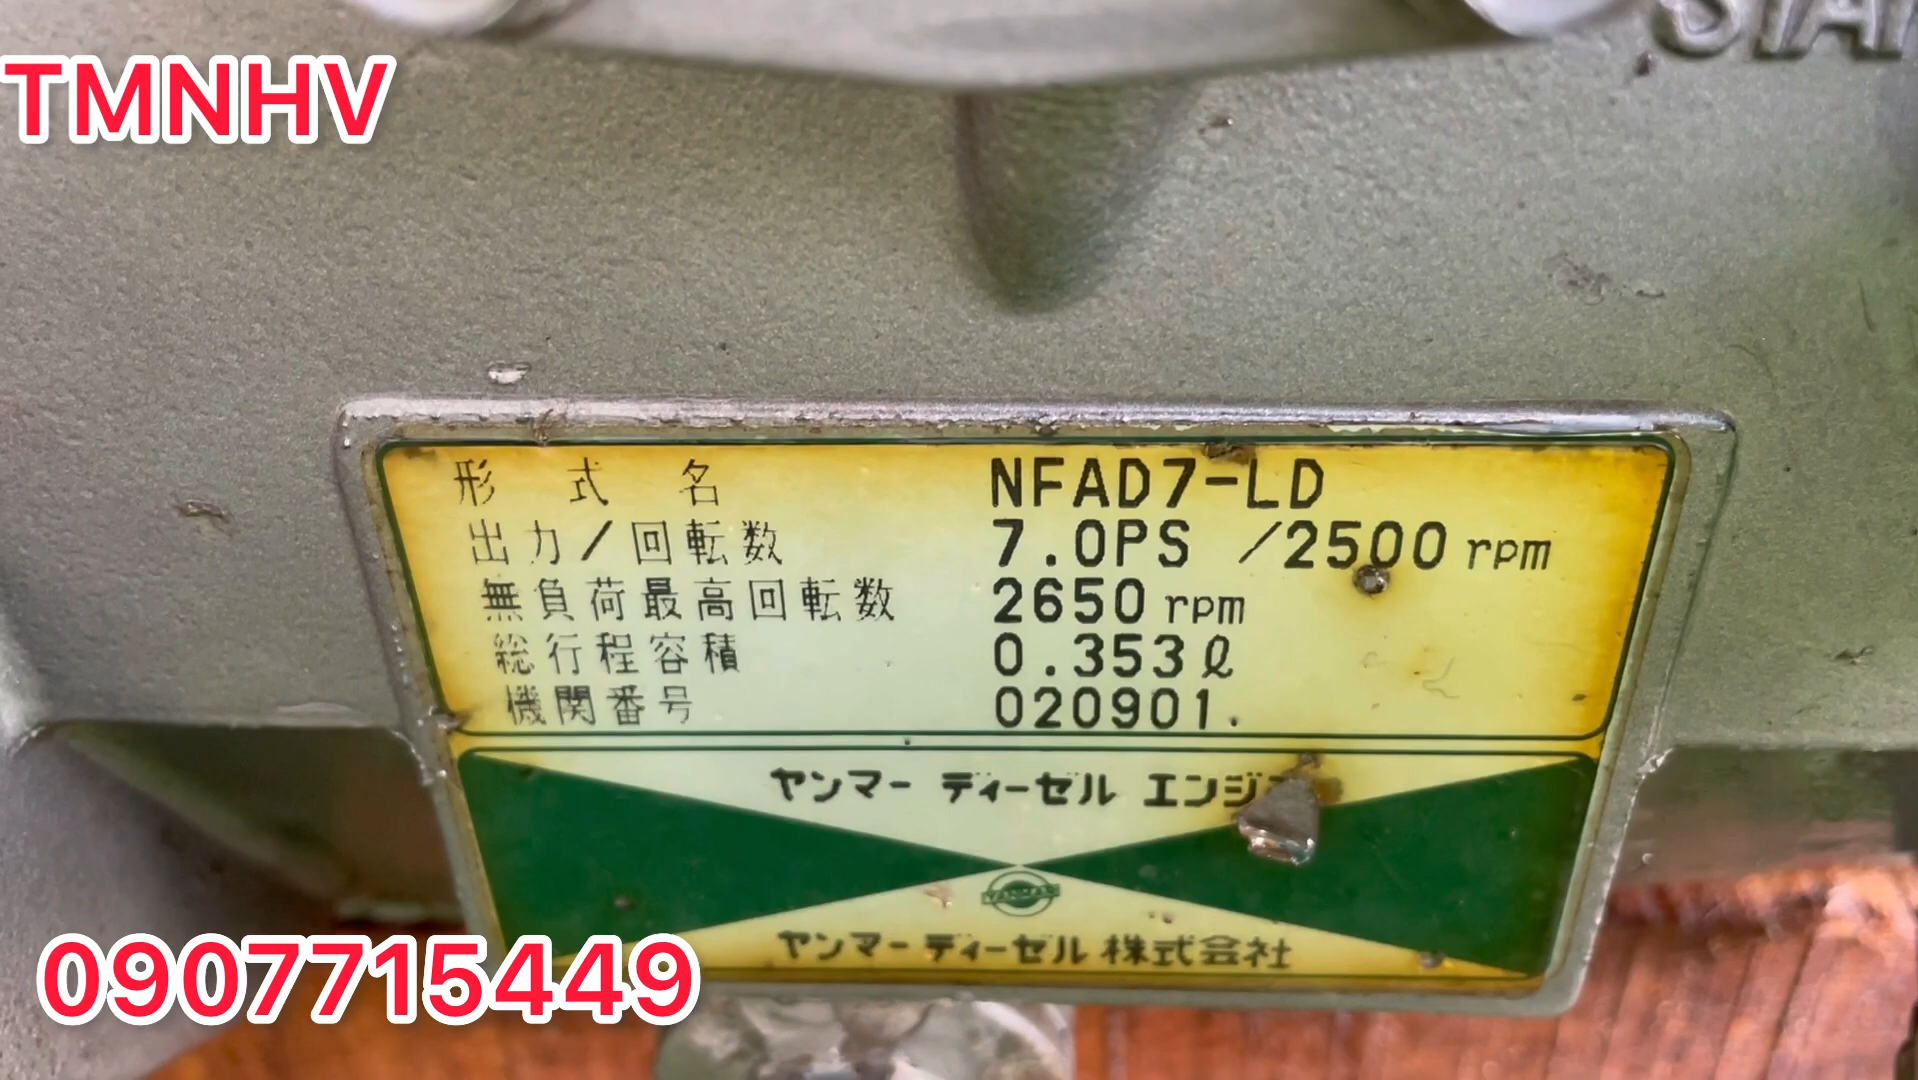 TMNHV
形式名 NFAD7-LD
出力/回転数 7.0PS /2500 rpm
無負荷最高回転数 2650 rpm
総行程容積 0.353ℓ
機関番号 020901.
ヤンマー ディーゼル
YANMAR
ヤンマー ディーゼル 株式会社
0907715449